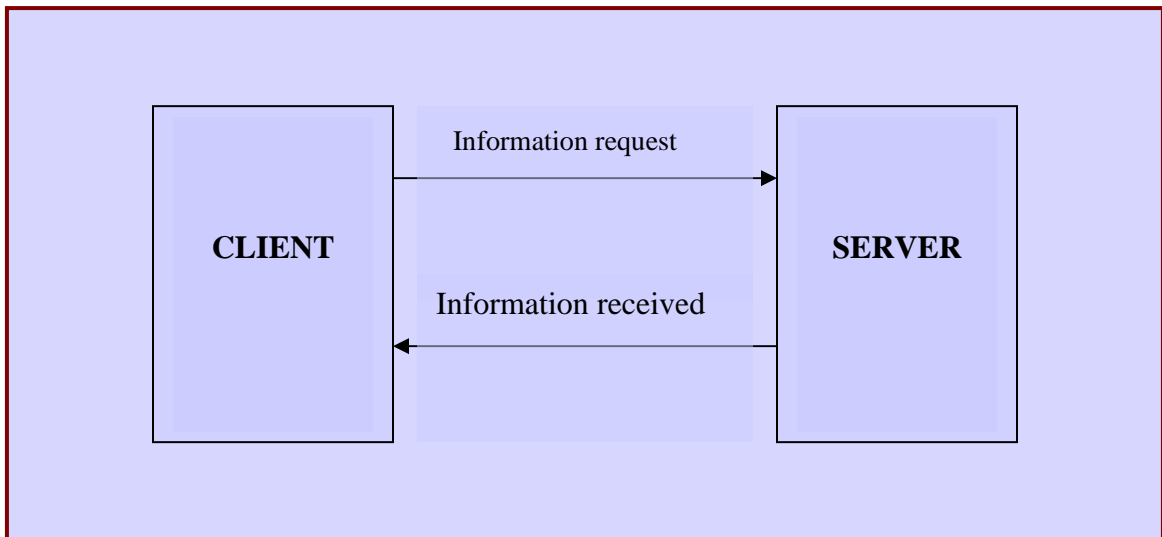 Information request
CLIENT
SERVER
Information received